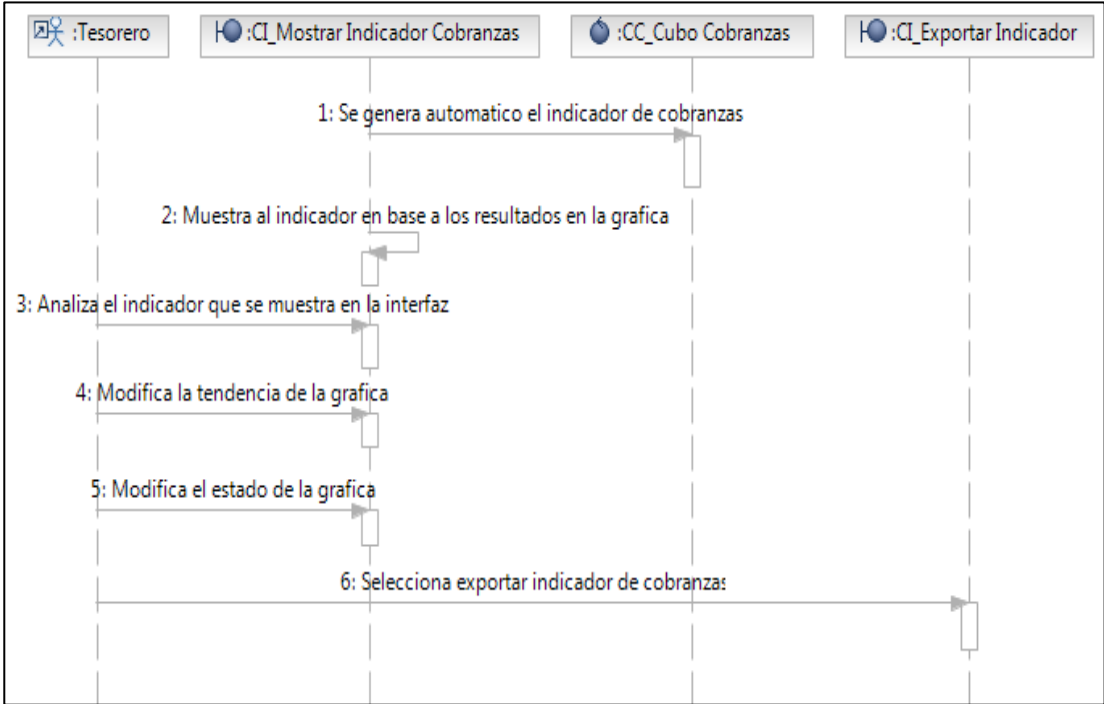 :Tesorero
:CI_Mostrar Indicador Cobranzas
:CC_Cubo Cobranzas
:CI_Exportar Indicador
1: Se genera automatico el indicador de cobranzas
2: Muestra al indicador en base a los resultados en la grafica
3: Analiza el indicador que se muestra en la interfaz
4: Modifica la tendencia de la grafica
5: Modifica el estado de la grafica
6: Selecciona exportar indicador de cobranzas